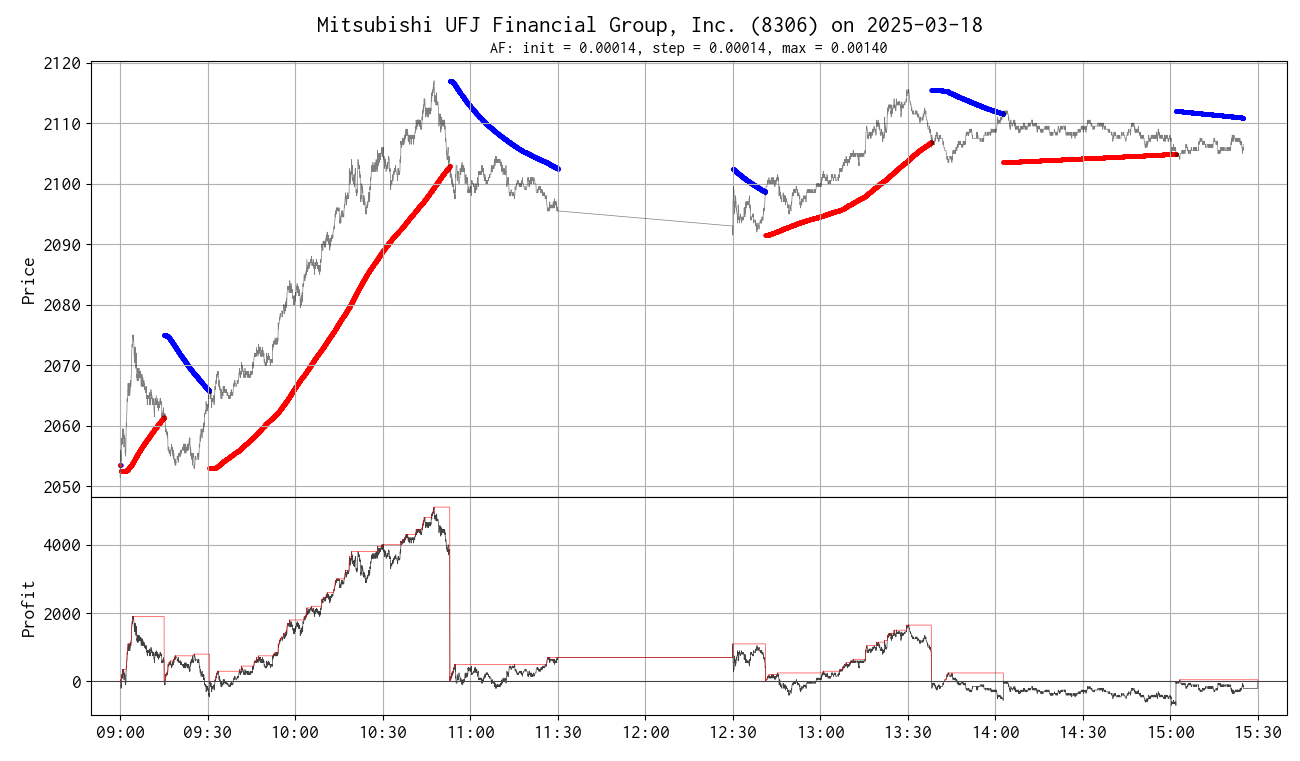 Mitsubishi UFJ Financial Group, Inc. (8306) on 2025-03-18
AF: init = 0.00014, step = 0.00014, max = 0.00140
2120
2110
2100
2090
2080
2070
2060
2050
Price
4000
2000
0
Profit
09:00 09:30 10:00 10:30 11:00 11:30 12:00 12:30 13:00 13:30 14:00 14:30 15:00 15:30